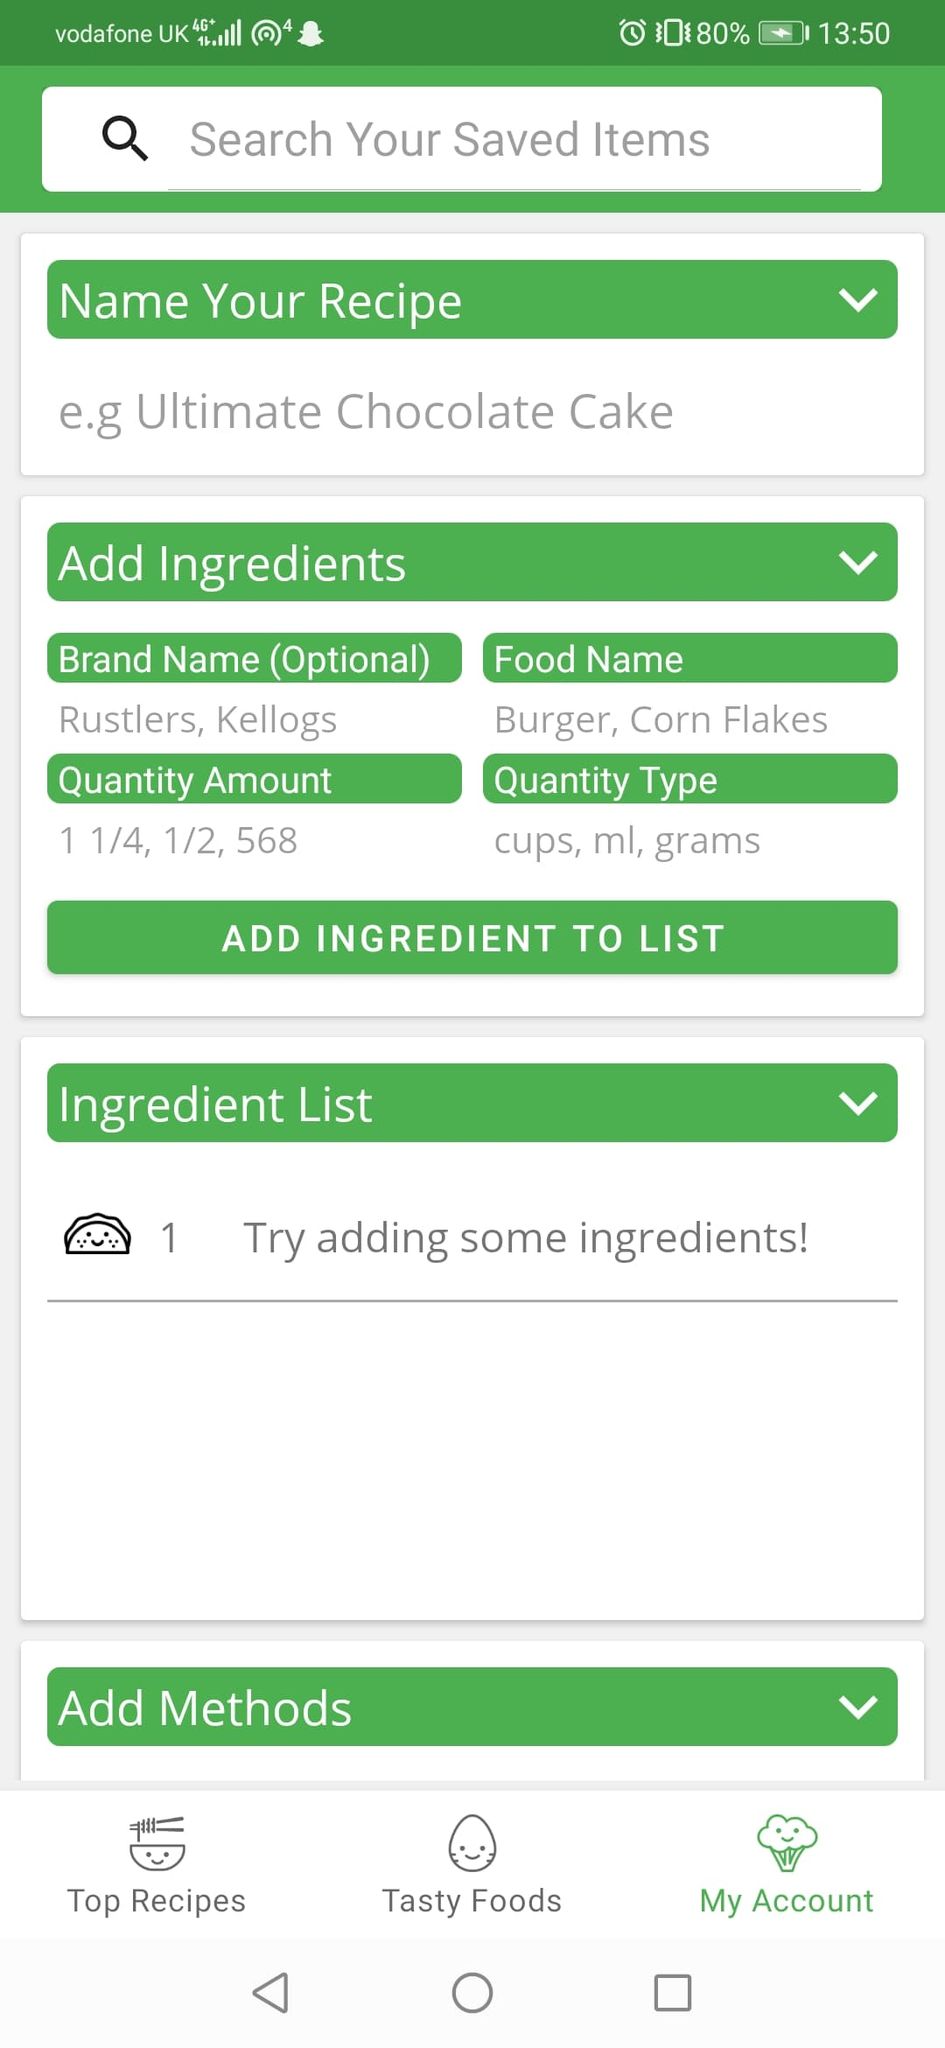 vodafone UK 4G+ 4 80% 13:50
Search Your Saved Items
Name Your Recipe
e.g Ultimate Chocolate Cake
Add Ingredients
Brand Name (Optional) Food Name
Rustlers, Kellogs Burger, Corn Flakes
Quantity Amount Quantity Type
1 1/4, 1/2, 568 cups, ml, grams
ADD INGREDIENT TO LIST
Ingredient List
1 Try adding some ingredients!
Add Methods
Top Recipes Tasty Foods My Account